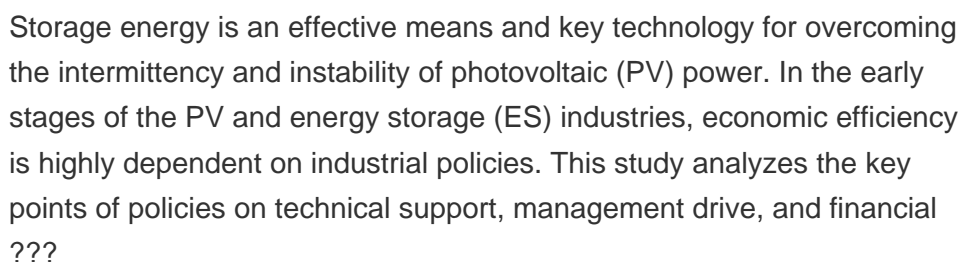 Storage energy is an effective means and key technology for overcoming
the intermittency and instability of photovoltaic (PV) power. In the early
stages of the PV and energy storage (ES) industries, economic efficiency
is highly dependent on industrial policies. This study analyzes the key
points of policies on technical support, management drive, and financial
???